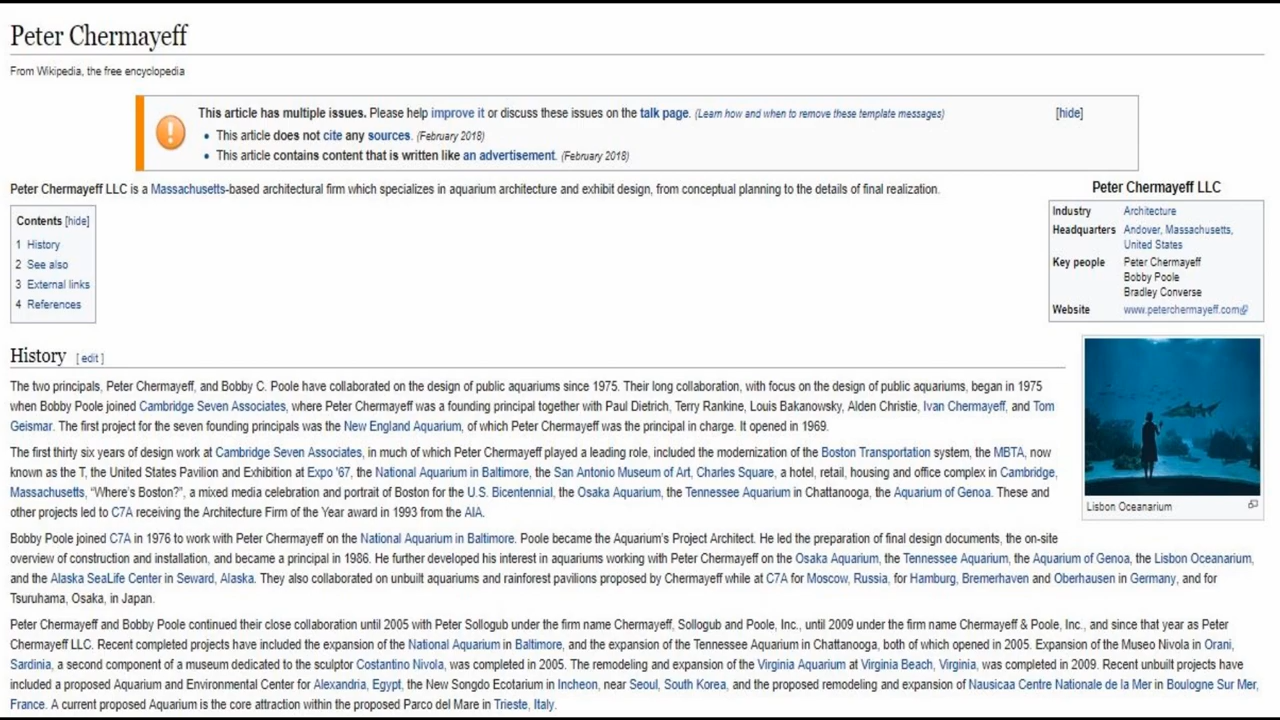 Peter Chermayeff
From Wikipedia, the free encyclopedia
This article has multiple issues. Please help improve it or discuss these issues on the talk page. (Learn how and when to remove these template messages)
[hide]
• This article does not cite any sources. (February 2018)
• This article contains content that is written like an advertisement. (February 2018)
Peter Chermayeff LLC is a Massachusetts-based architectural firm which specializes in aquarium architecture and exhibit design, from conceptual planning to the details of final realization.
Contents [hide]
1 History
2 See also
3 External links
4 References
Peter Chermayeff LLC
Industry Architecture
Headquarters Andover, Massachusetts,
United States
Key people Peter Chermayeff
Bobby Poole
Bradley Converse
Website www.peterchermayeff.com
History [ edit ]
The two principals, Peter Chermayeff, and Bobby C. Poole have collaborated on the design of public aquariums since 1975. Their long collaboration, with focus on the design of public aquariums, began in 1975
when Bobby Poole joined Cambridge Seven Associates, where Peter Chermayeff was a founding principal together with Paul Dietrich, Terry Rankine, Louis Bakanowsky, Alden Christie, Ivan Chermayeff, and Tom
Geismar. The first project for the seven founding principals was the New England Aquarium, of which Peter Chermayeff was the principal in charge. It opened in 1969.
The first thirty six years of design work at Cambridge Seven Associates, in much of which Peter Chermayeff played a leading role, included the modernization of the Boston Transportation system, the MBTA, now
known as the T, the United States Pavilion and Exhibition at Expo '67, the National Aquarium in Baltimore, the San Antonio Museum of Art, Charles Square, a hotel, retail, housing and office complex in Cambridge,
Massachusetts, “Where's Boston?”, a mixed media celebration and portrait of Boston for the U.S. Bicentennial, the Osaka Aquarium, the Tennessee Aquarium in Chattanooga, the Aquarium of Genoa. These and
other projects led to C7A receiving the Architecture Firm of the Year award in 1993 from the AIA.
Lisbon Oceanarium
Bobby Poole joined C7A in 1976 to work with Peter Chermayeff on the National Aquarium in Baltimore. Poole became the Aquarium's Project Architect. He led the preparation of final design documents, the on-site
overview of construction and installation, and became a principal in 1986. He further developed his interest in aquariums working with Peter Chermayeff on the Osaka Aquarium, the Tennessee Aquarium, the Aquarium of Genoa, the Lisbon Oceanarium,
and the Alaska SeaLife Center in Seward, Alaska. They also collaborated on unbuilt aquariums and rainforest pavilions proposed by Chermayeff while at C7A for Moscow, Russia, for Hamburg, Bremerhaven and Oberhausen in Germany, and for
Tsuruhama, Osaka, in Japan.
Peter Chermayeff and Bobby Poole continued their close collaboration until 2005 with Peter Sollogub under the firm name Chermayeff, Sollogub and Poole, Inc., until 2009 under the firm name Chermayeff & Poole, Inc., and since that year as Peter
Chermayeff LLC. Recent completed projects have included the expansion of the National Aquarium in Baltimore, and the expansion of the Tennessee Aquarium in Chattanooga, both of which opened in 2005. Expansion of the Museo Nivola in Orani,
Sardinia, a second component of a museum dedicated to the sculptor Costantino Nivola, was completed in 2005. The remodeling and expansion of the Virginia Aquarium at Virginia Beach, Virginia, was completed in 2009. Recent unbuilt projects have
included a proposed Aquarium and Environmental Center for Alexandria, Egypt, the New Songdo Ecotarium in Incheon, near Seoul, South Korea, and the proposed remodeling and expansion of Nausicaa Centre Nationale de la Mer in Boulogne Sur Mer,
France. A current proposed Aquarium is the core attraction within the proposed Parco del Mare in Trieste, Italy.